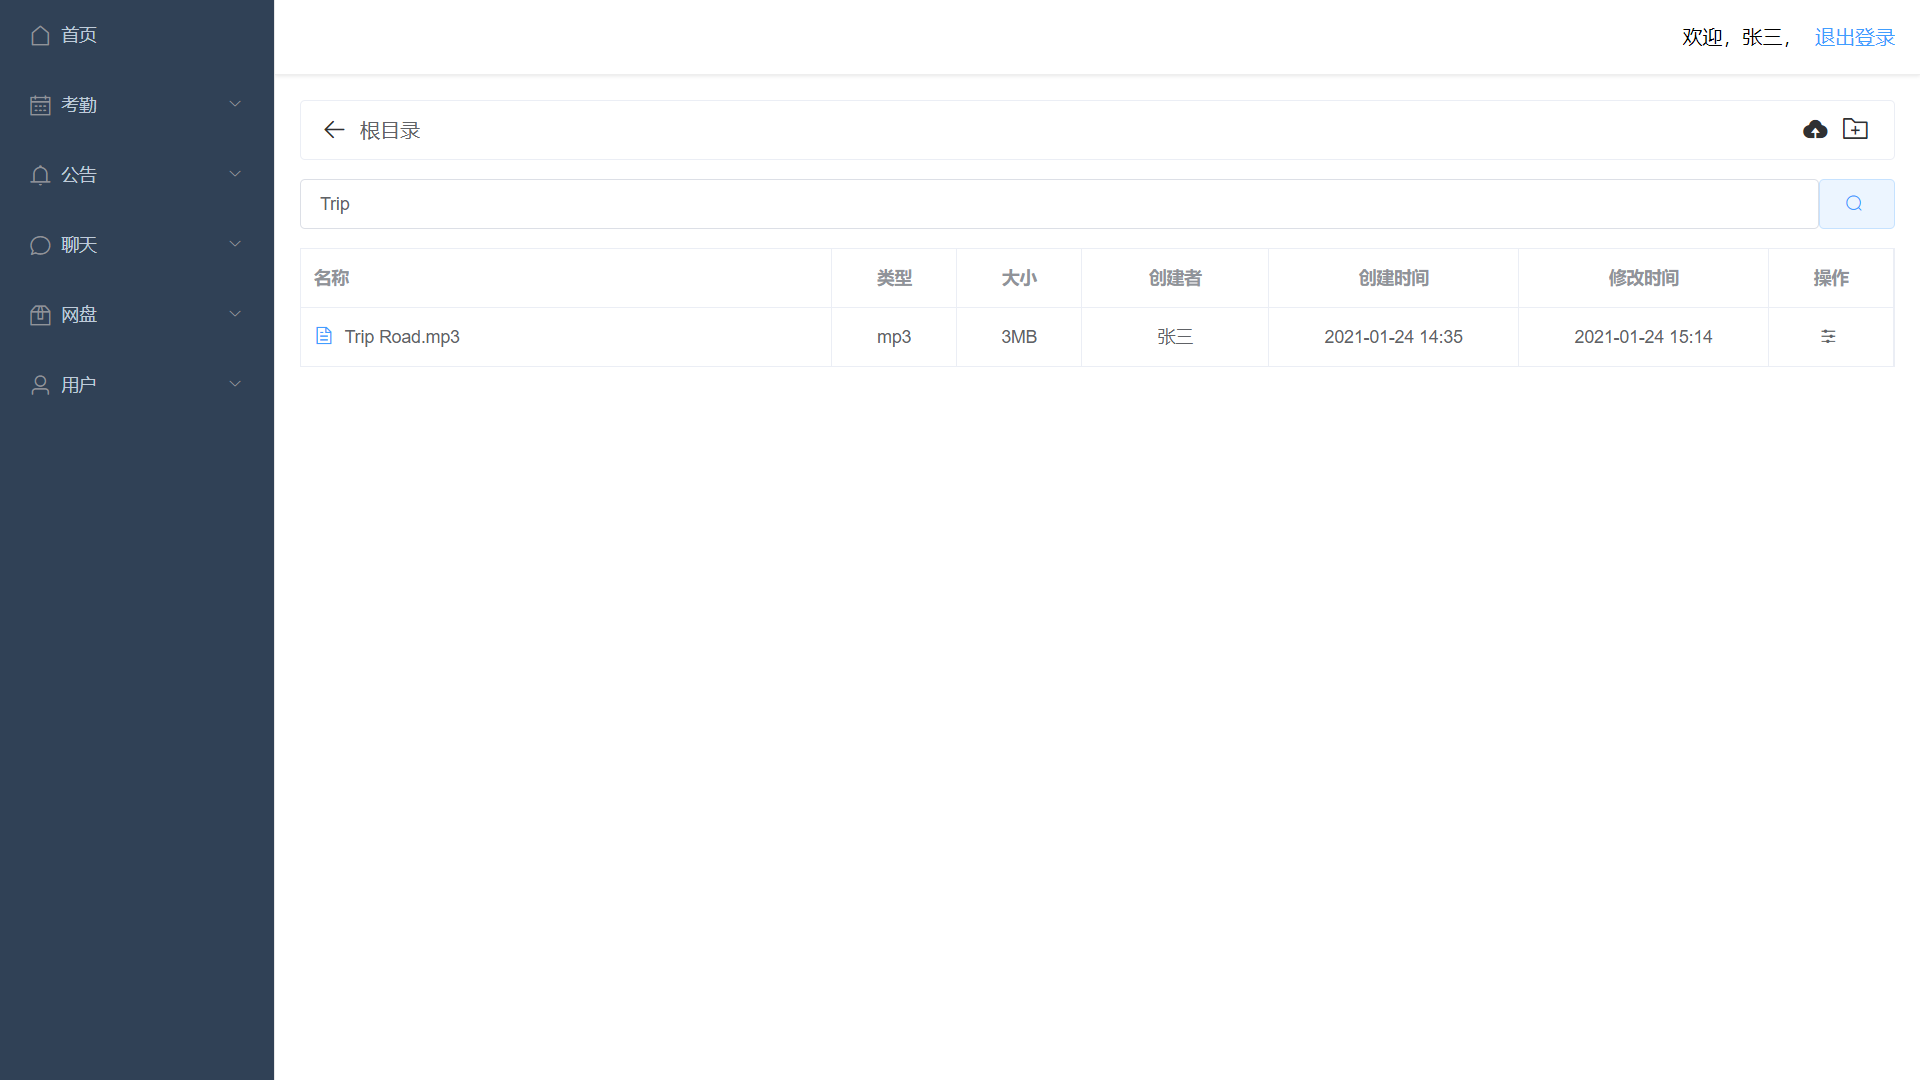 首页
考勤
公告
聊天
网盘
用户
欢迎，张三， 退出登录
根目录
Trip
名称 类型 大小 创建者 创建时间 修改时间 操作
Trip Road.mp3 mp3 3MB 张三 2021-01-24 14:35 2021-01-24 15:14